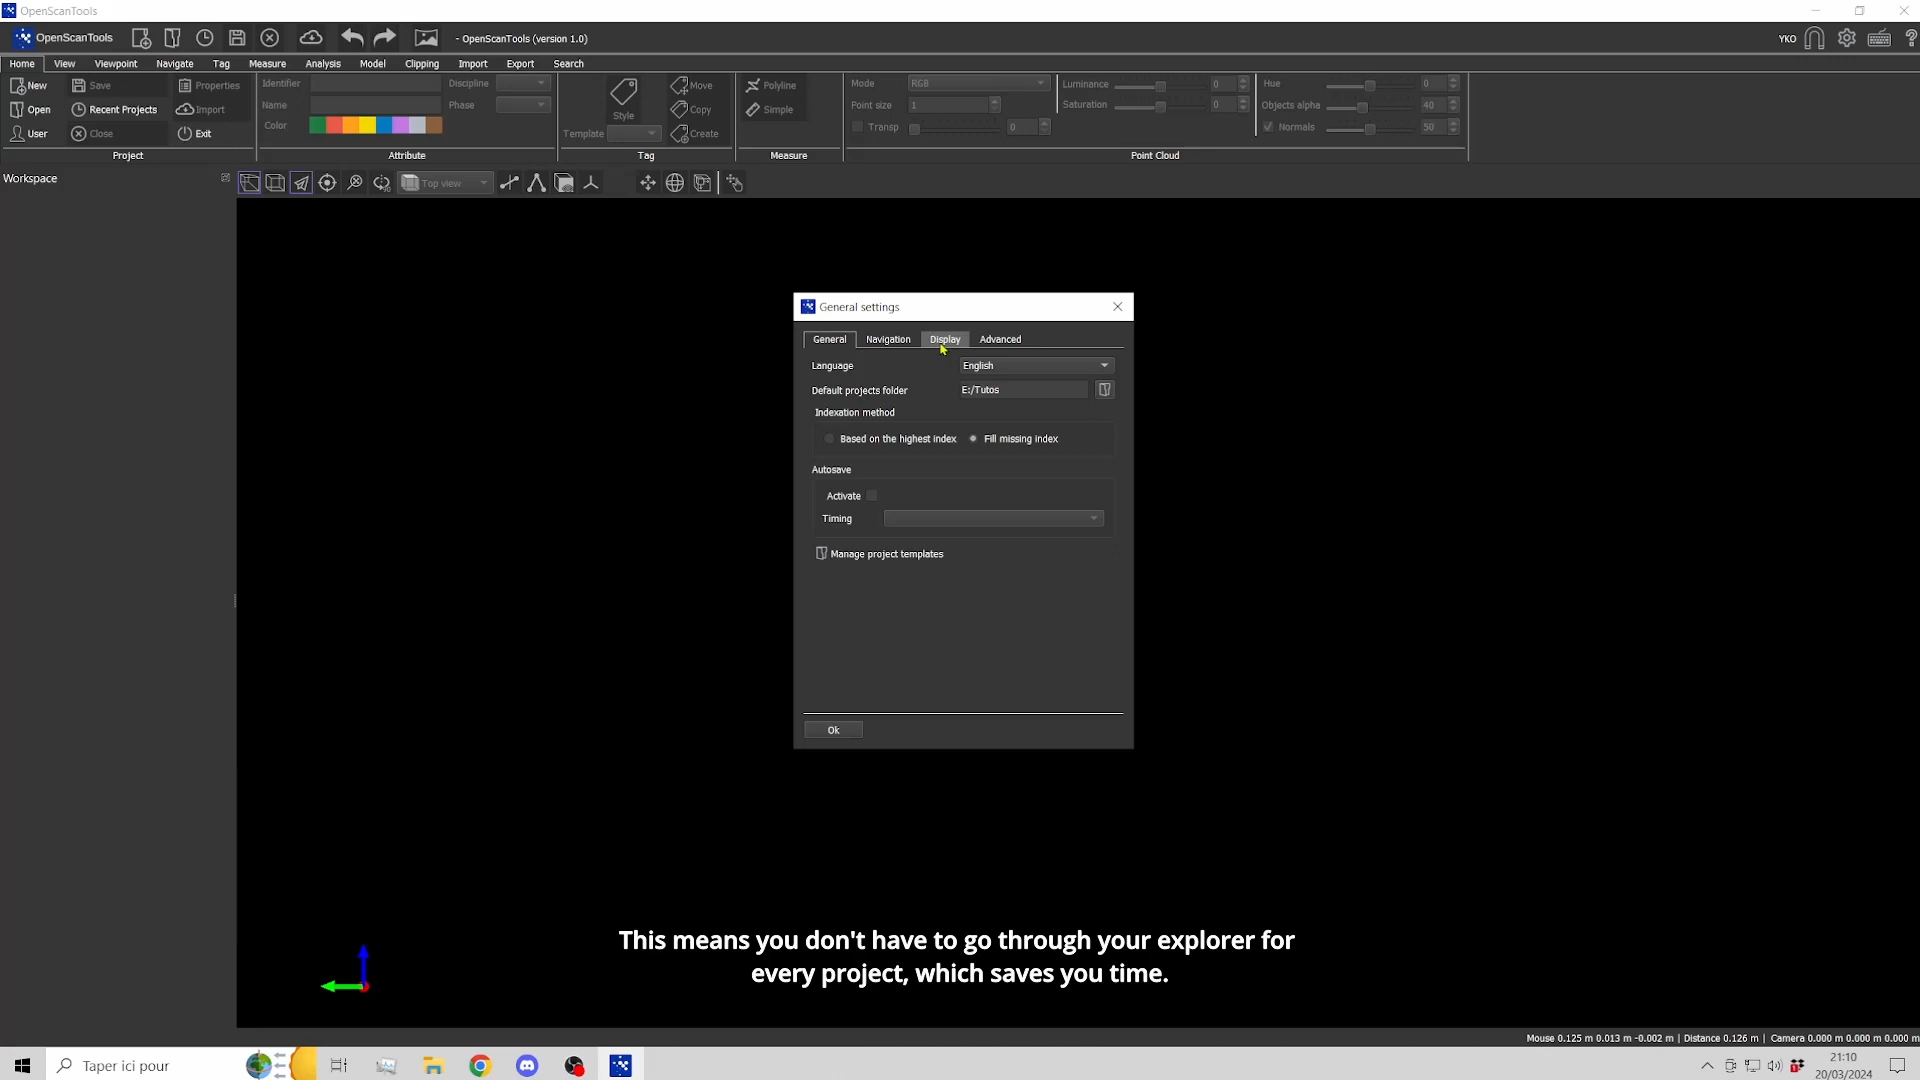 OpenScanTools
OpenScanTools - OpenScanTools (version 1.0) YKO
Home View Viewpoint Navigate Tag Measure Analysis Model Clipping Import Export Search
New Save Properties Identifier Discipline Move Polyline Mode RGB Luminance 0 Hue 0
Open Recent Projects Import Name Phase Copy Simple Point size 1 Saturation 0 Objects alpha 40
User Close Exit Color Style Template Create Transp 0 Normals 50
Project Attribute Tag Measure Point Cloud
Workspace Top view
General settings
General Navigation Display Advanced
Language English
Default projects folder E:/Tutos
Indexation method
Based on the highest index Fill missing index
Autosave
Activate
Timing
Manage project templates
Ok
This means you don't have to go through your explorer for
every project, which saves you time.
Mouse 0.125 m 0.013 m -0.002 m | Distance 0.126 m | Camera 0.000 m 0.000 m 0.000 m
Taper ici pour 21:10
20/03/2024